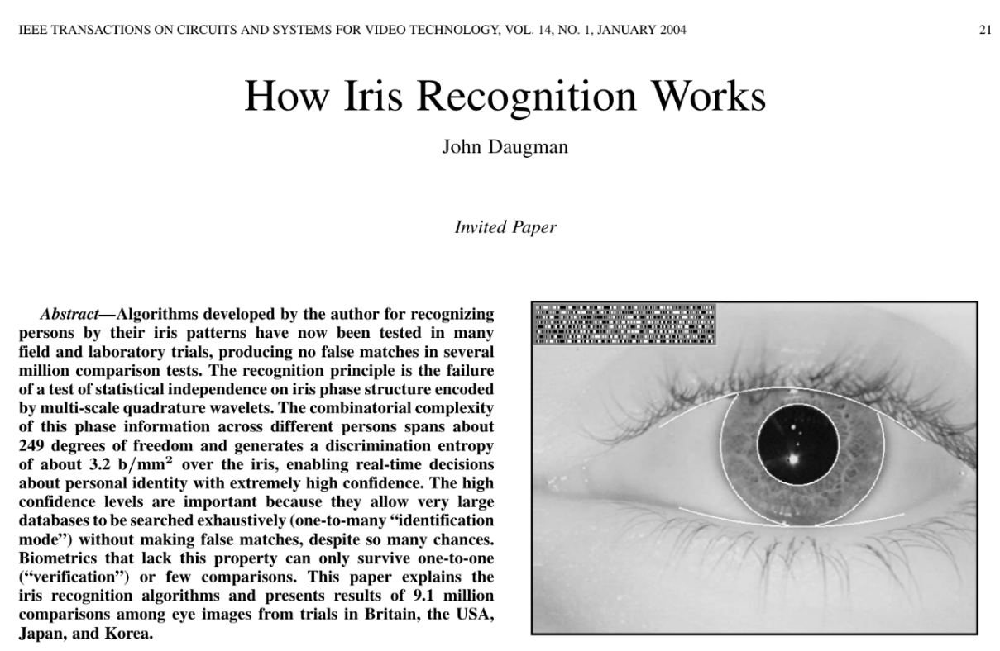 IEEE TRANSACTIONS ON CIRCUITS AND SYSTEMS FOR VIDEO TECHNOLOGY, VOL. 14, NO. 1, JANUARY 2004 21
How Iris Recognition Works
John Daugman
Invited Paper
Abstract—Algorithms developed by the author for recognizing
persons by their iris patterns have now been tested in many
field and laboratory trials, producing no false matches in several
million comparison tests. The recognition principle is the failure
of a test of statistical independence on iris phase structure encoded
by multi-scale quadrature wavelets. The combinatorial complexity
of this phase information across different persons spans about
249 degrees of freedom and generates a discrimination entropy
of about 3.2 b/mm² over the iris, enabling real-time decisions
about personal identity with extremely high confidence. The high
confidence levels are important because they allow very large
databases to be searched exhaustively (one-to-many “identification
mode”) without making false matches, despite so many chances.
Biometrics that lack this property can only survive one-to-one
(“verification”) or few comparisons. This paper explains the
iris recognition algorithms and presents results of 9.1 million
comparisons among eye images from trials in Britain, the USA,
Japan, and Korea.